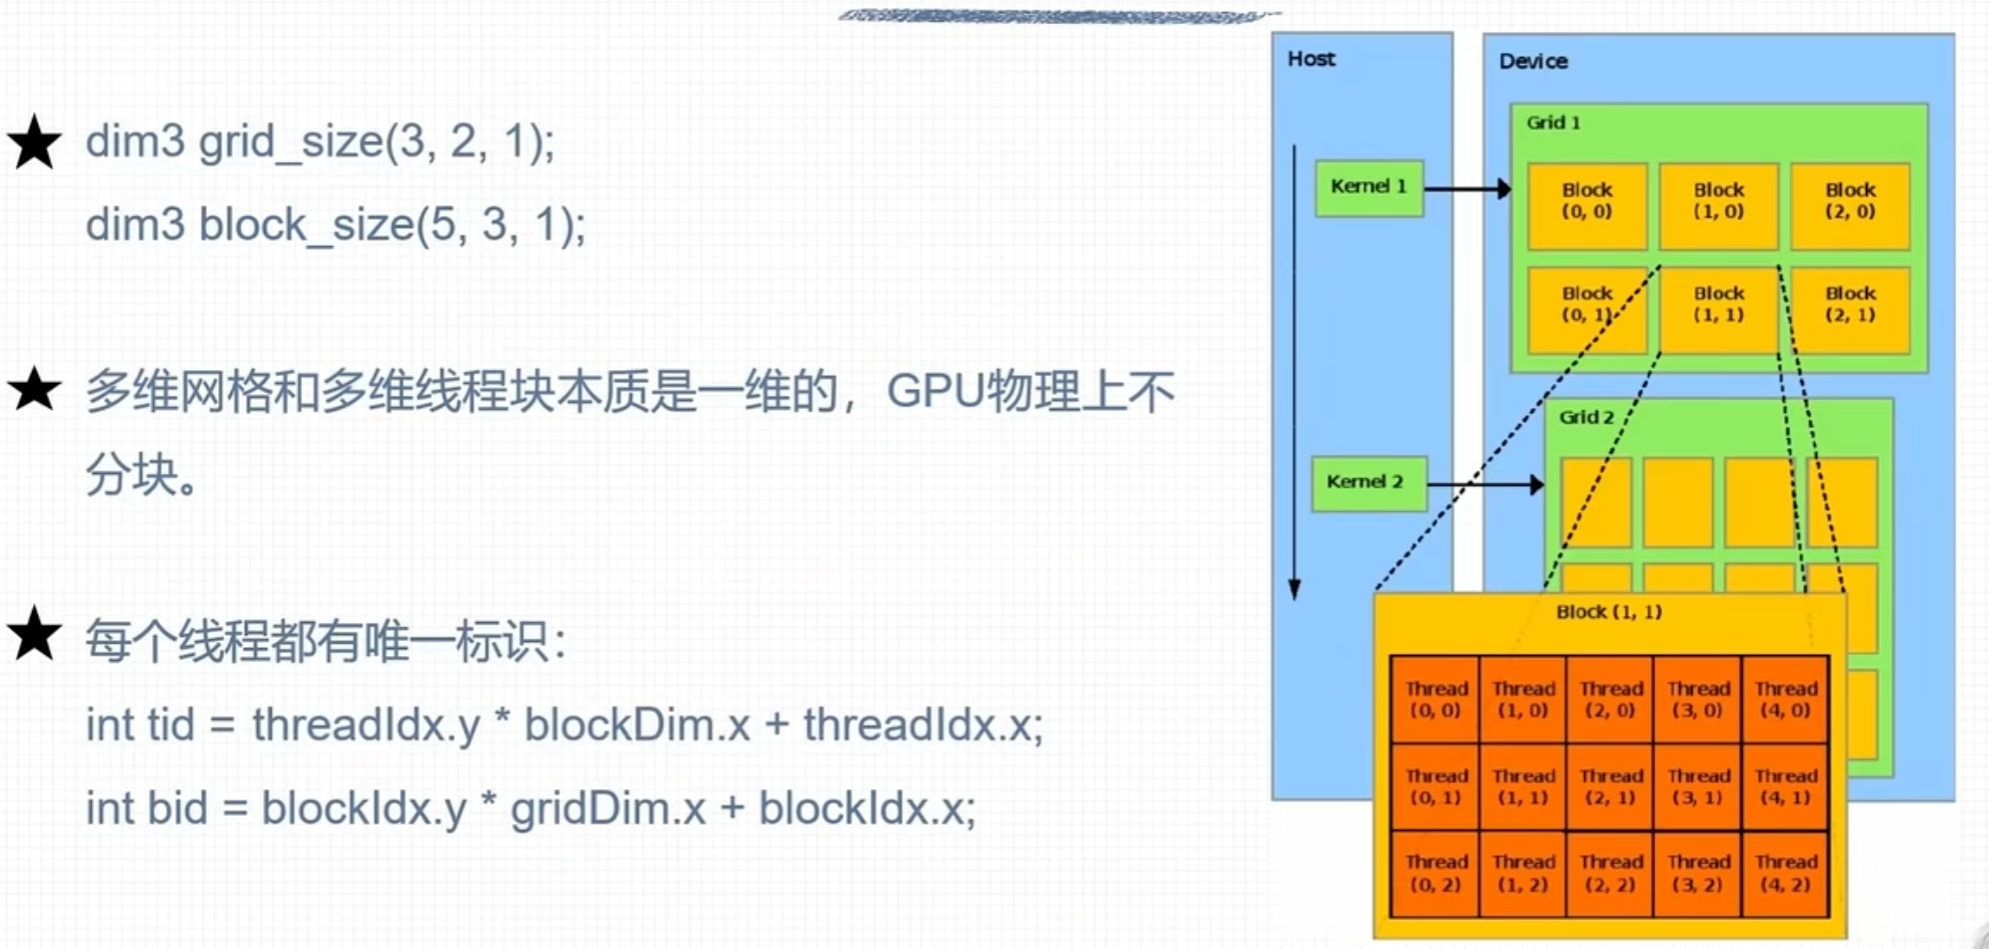 dim3 grid_size(3, 2, 1);
dim3 block_size(5, 3, 1);
多维网格和多维线程块本质是一维的，GPU物理上不
分块。
每个线程都有唯一标识：
int tid = threadIdx.y * blockDim.x + threadIdx.x;
int bid = blockIdx.y * gridDim.x + blockIdx.x;
Host
Device
Grid 1
Kernel 1
Block
(0, 0)
Block
(1, 0)
Block
(2, 0)
Block
(0, 1)
Block
(1, 1)
Block
(2, 1)
Grid 2
Kernel 2
Block (1, 1)
Thread
(0, 0)
Thread
(1, 0)
Thread
(2, 0)
Thread
(3, 0)
Thread
(4, 0)
Thread
(0, 1)
Thread
(1, 1)
Thread
(2, 1)
Thread
(3, 1)
Thread
(4, 1)
Thread
(0, 2)
Thread
(1, 2)
Thread
(2, 2)
Thread
(3, 2)
Thread
(4, 2)